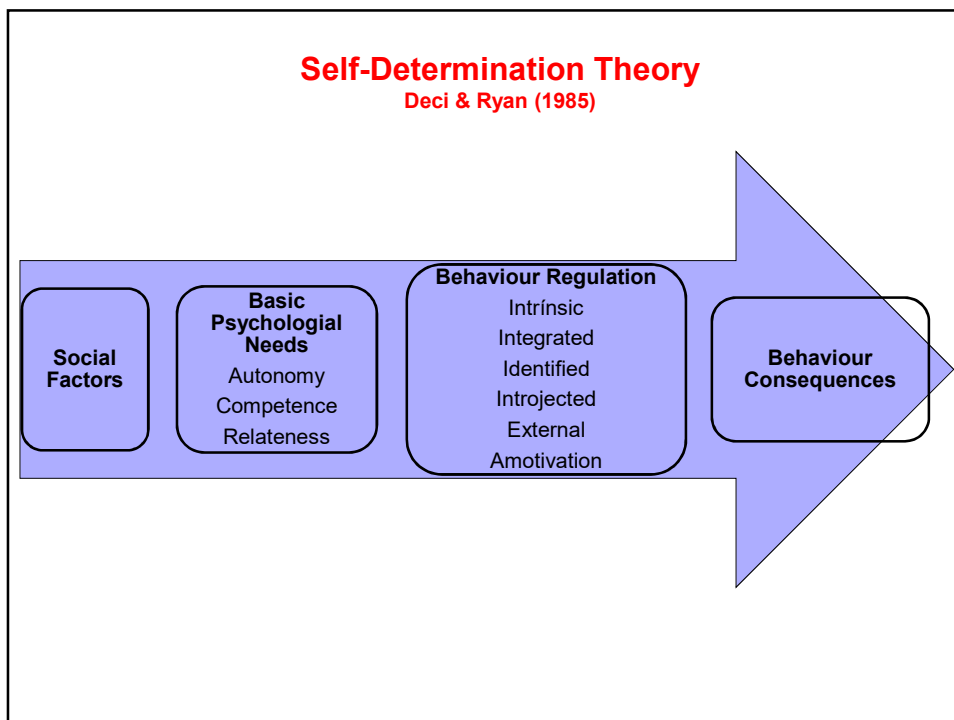 Self-Determination Theory
Deci & Ryan (1985)
Social
Factors
Basic
Psychologial
Needs
Autonomy
Competence
Relateness
Behaviour Regulation
Intrínsic
Integrated
Identified
Introjected
External
Amotivation
Behaviour
Consequences